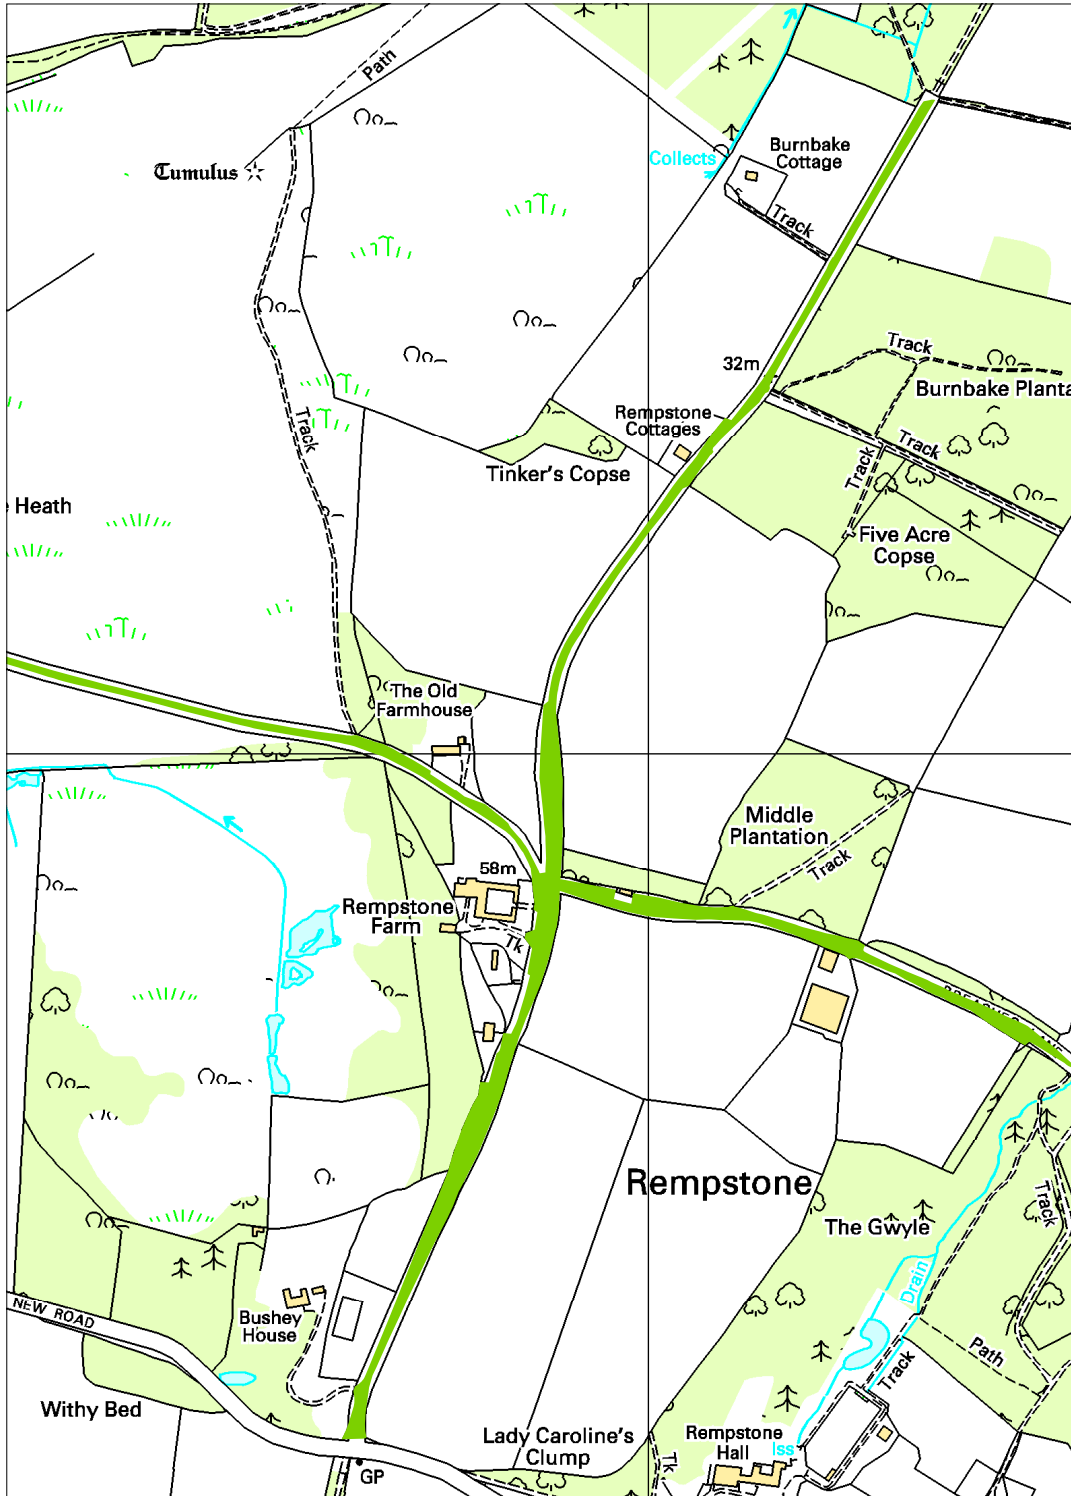 Path
Tumulus
Collects
Burnbake
Cottage
Track
32m
Track
Burnbake Planta
Rempstone
Cottages
Track
Track
Track
Tinker's Copse
Heath
Five Acre
Copse
The Old
Farmhouse
Middle
Plantation
Track
58m
Rempstone
Farm
Tk
Rempstone
The Gwyle
Track
Drain
NEW ROAD
Bushey
House
Path
Track
Withy Bed
Lady Caroline's
Clump
Rempstone
Hall
Iss
Tk
GP